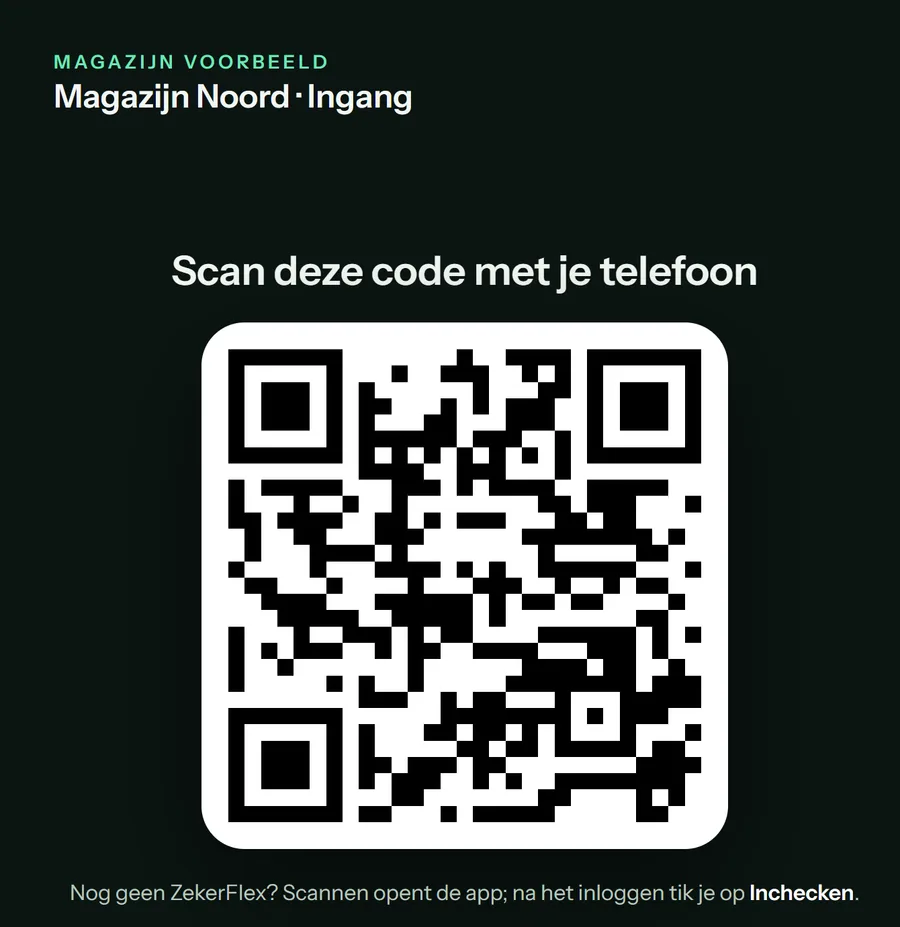 MAGAZIJN VOORBEELD
Magazijn Noord · Ingang
Scan deze code met je telefoon
Nog geen ZekerFlex? Scannen opent de app; na het inloggen tik je op Inchecken.